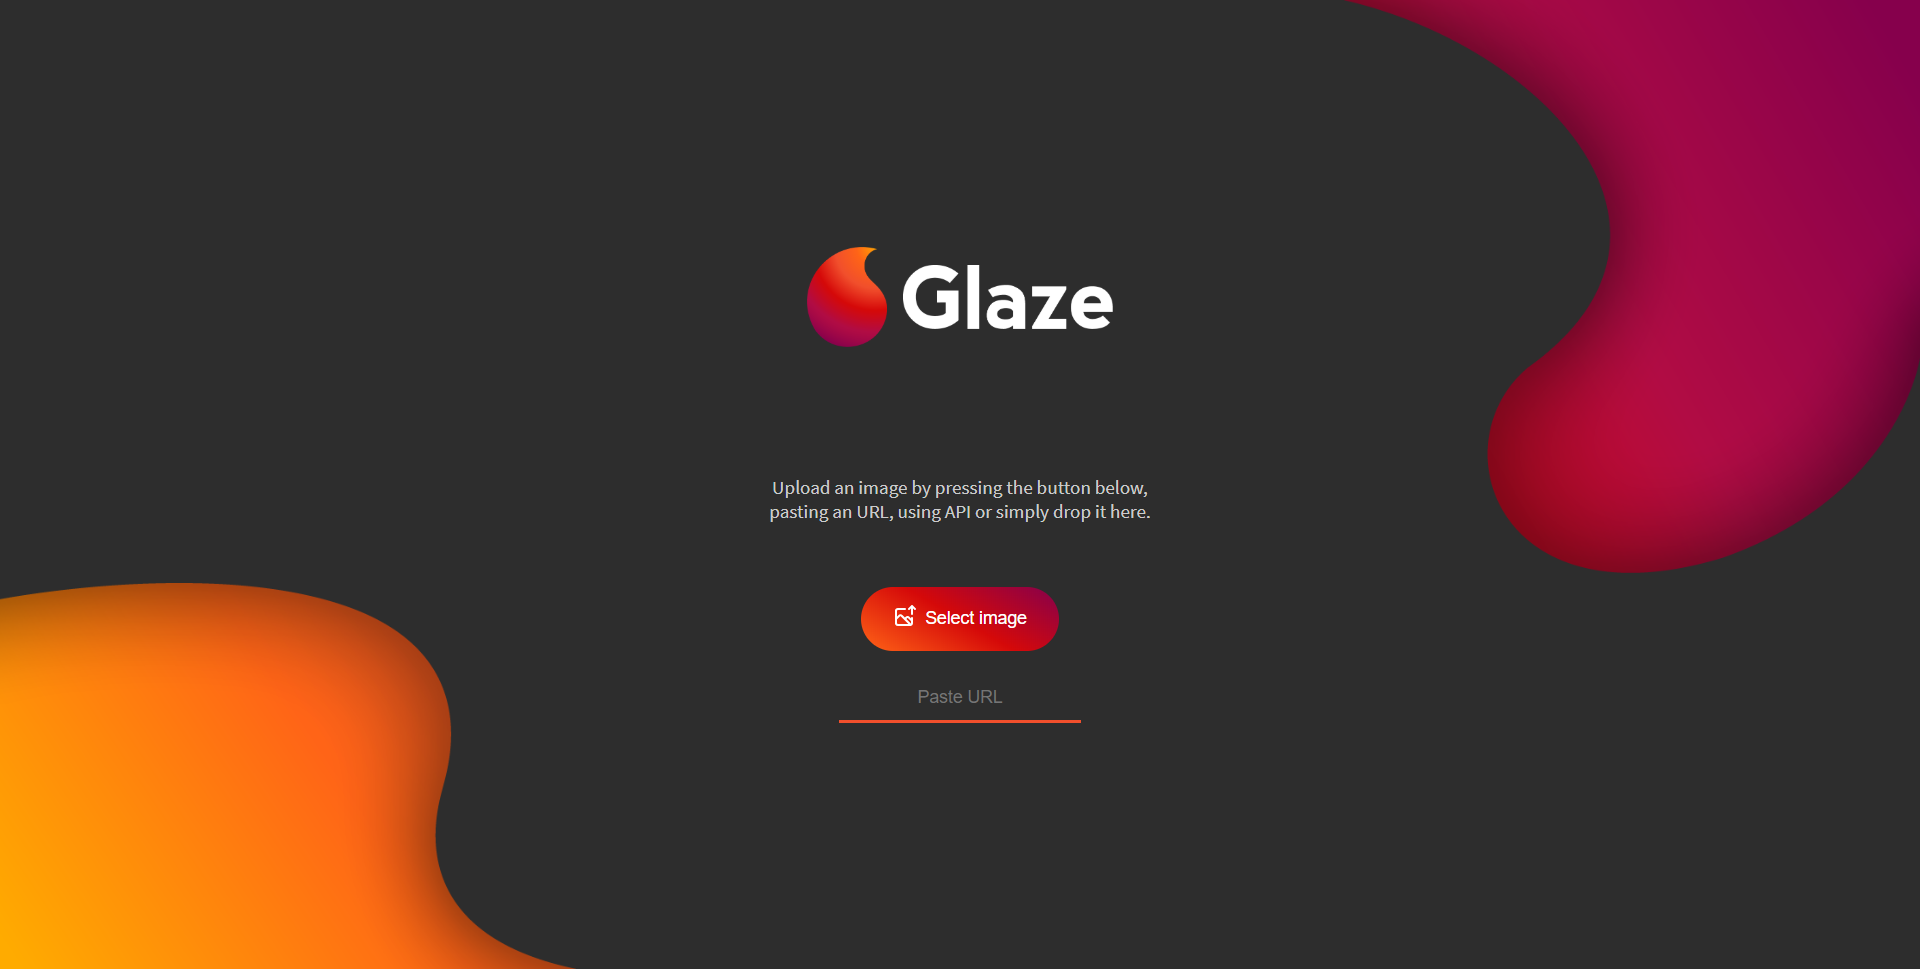 Glaze
Upload an image by pressing the button below,
pasting an URL, using API or simply drop it here.
Select image
Paste URL